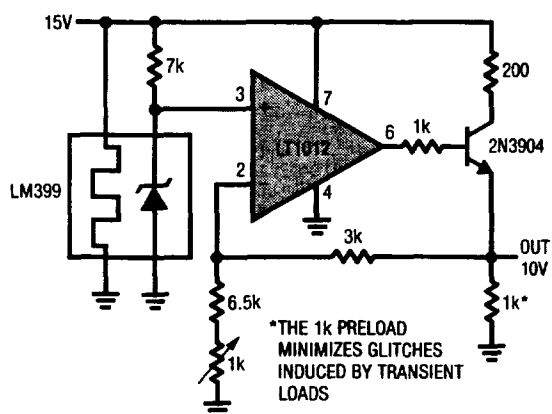 15V
7k
200
3
7
+
LT1012
6
1k
2N3904
LM399
2
4
3k
OUT
10V
6.5k
1k*
1k
*THE 1k PRELOAD
MINIMIZES GLITCHES
INDUCED BY TRANSIENT
LOADS